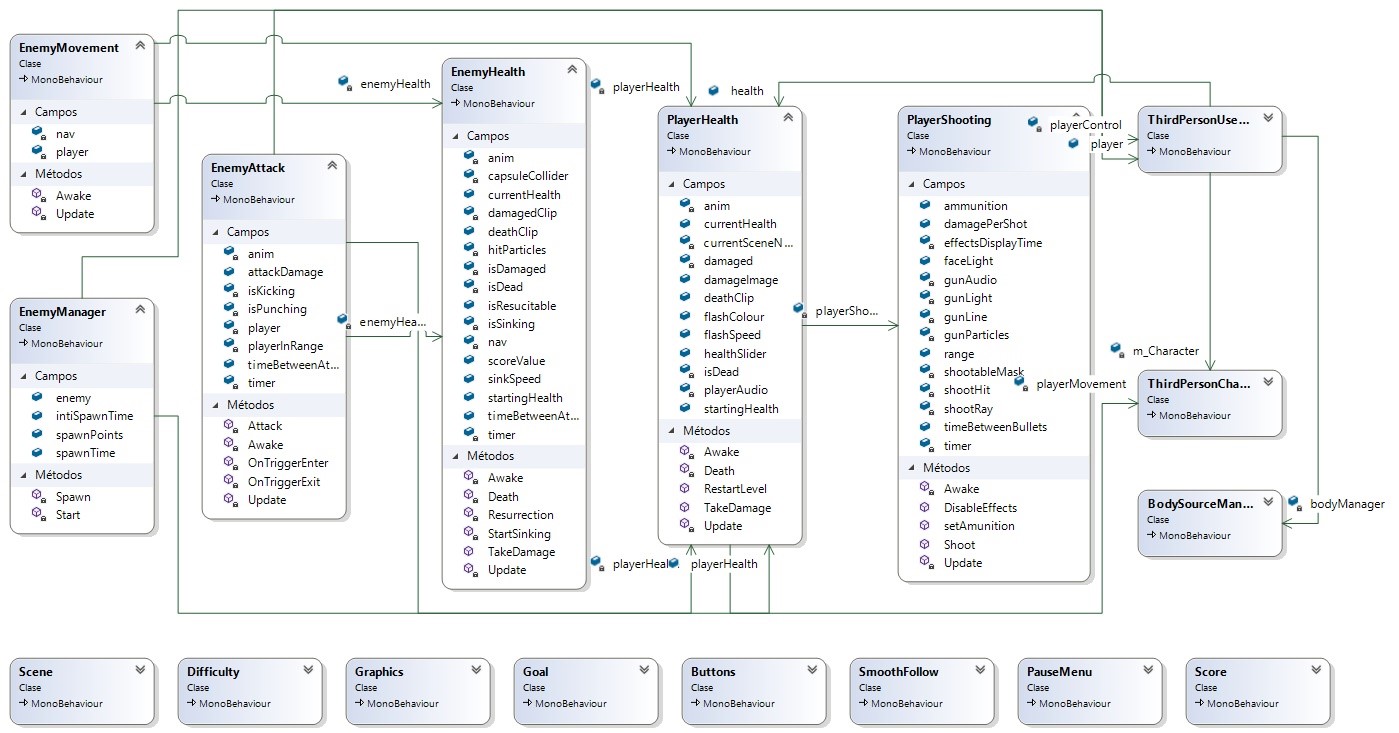 EnemyMovement
Clase
MonoBehaviour
Campos
nav
player
Métodos
Awake
Update
EnemyManager
Clase
MonoBehaviour
Campos
enemy
intiSpawnTime
spawnPoints
spawnTime
Métodos
Spawn
Start
EnemyAttack
Clase
MonoBehaviour
Campos
anim
attackDamage
isKicking
isPunching
player
playerInRange
timeBetweenAt...
timer
Métodos
Attack
Awake
OnTriggerEnter
OnTriggerExit
Update
enemyHealth
enemyHea...
EnemyHealth
Clase
MonoBehaviour
Campos
anim
capsuleCollider
currentHealth
damagedClip
deathClip
hitParticles
isDamaged
isDead
isResucitable
isSinking
nav
scoreValue
sinkSpeed
startingHealth
timeBetweenAt...
timer
Métodos
Awake
Death
Resurrection
StartSinking
TakeDamage
Update
playerHealth
health
PlayerHealth
Clase
MonoBehaviour
Campos
anim
currentHealth
currentSceneN...
damaged
damageImage
deathClip
flashColour
flashSpeed
healthSlider
isDead
playerAudio
startingHealth
Métodos
Awake
Death
RestartLevel
TakeDamage
Update
playerHealth
playerHealth
playerSho...
PlayerShooting
Clase
MonoBehaviour
Campos
ammunition
damagePerShot
effectsDisplayTime
faceLight
gunAudio
gunLight
gunLine
gunParticles
range
shootableMask
shootHit
shootRay
timeBetweenBullets
timer
Métodos
Awake
DisableEffects
setAmunition
Shoot
Update
playerControl
player
ThirdPersonUse...
Clase
MonoBehaviour
m_Character
playerMovement
ThirdPersonCha...
Clase
MonoBehaviour
BodySourceMan...
Clase
MonoBehaviour
bodyManager
Scene
Clase
MonoBehaviour
Difficulty
Clase
MonoBehaviour
Graphics
Clase
MonoBehaviour
Goal
Clase
MonoBehaviour
Buttons
Clase
MonoBehaviour
SmoothFollow
Clase
MonoBehaviour
PauseMenu
Clase
MonoBehaviour
Score
Clase
MonoBehaviour